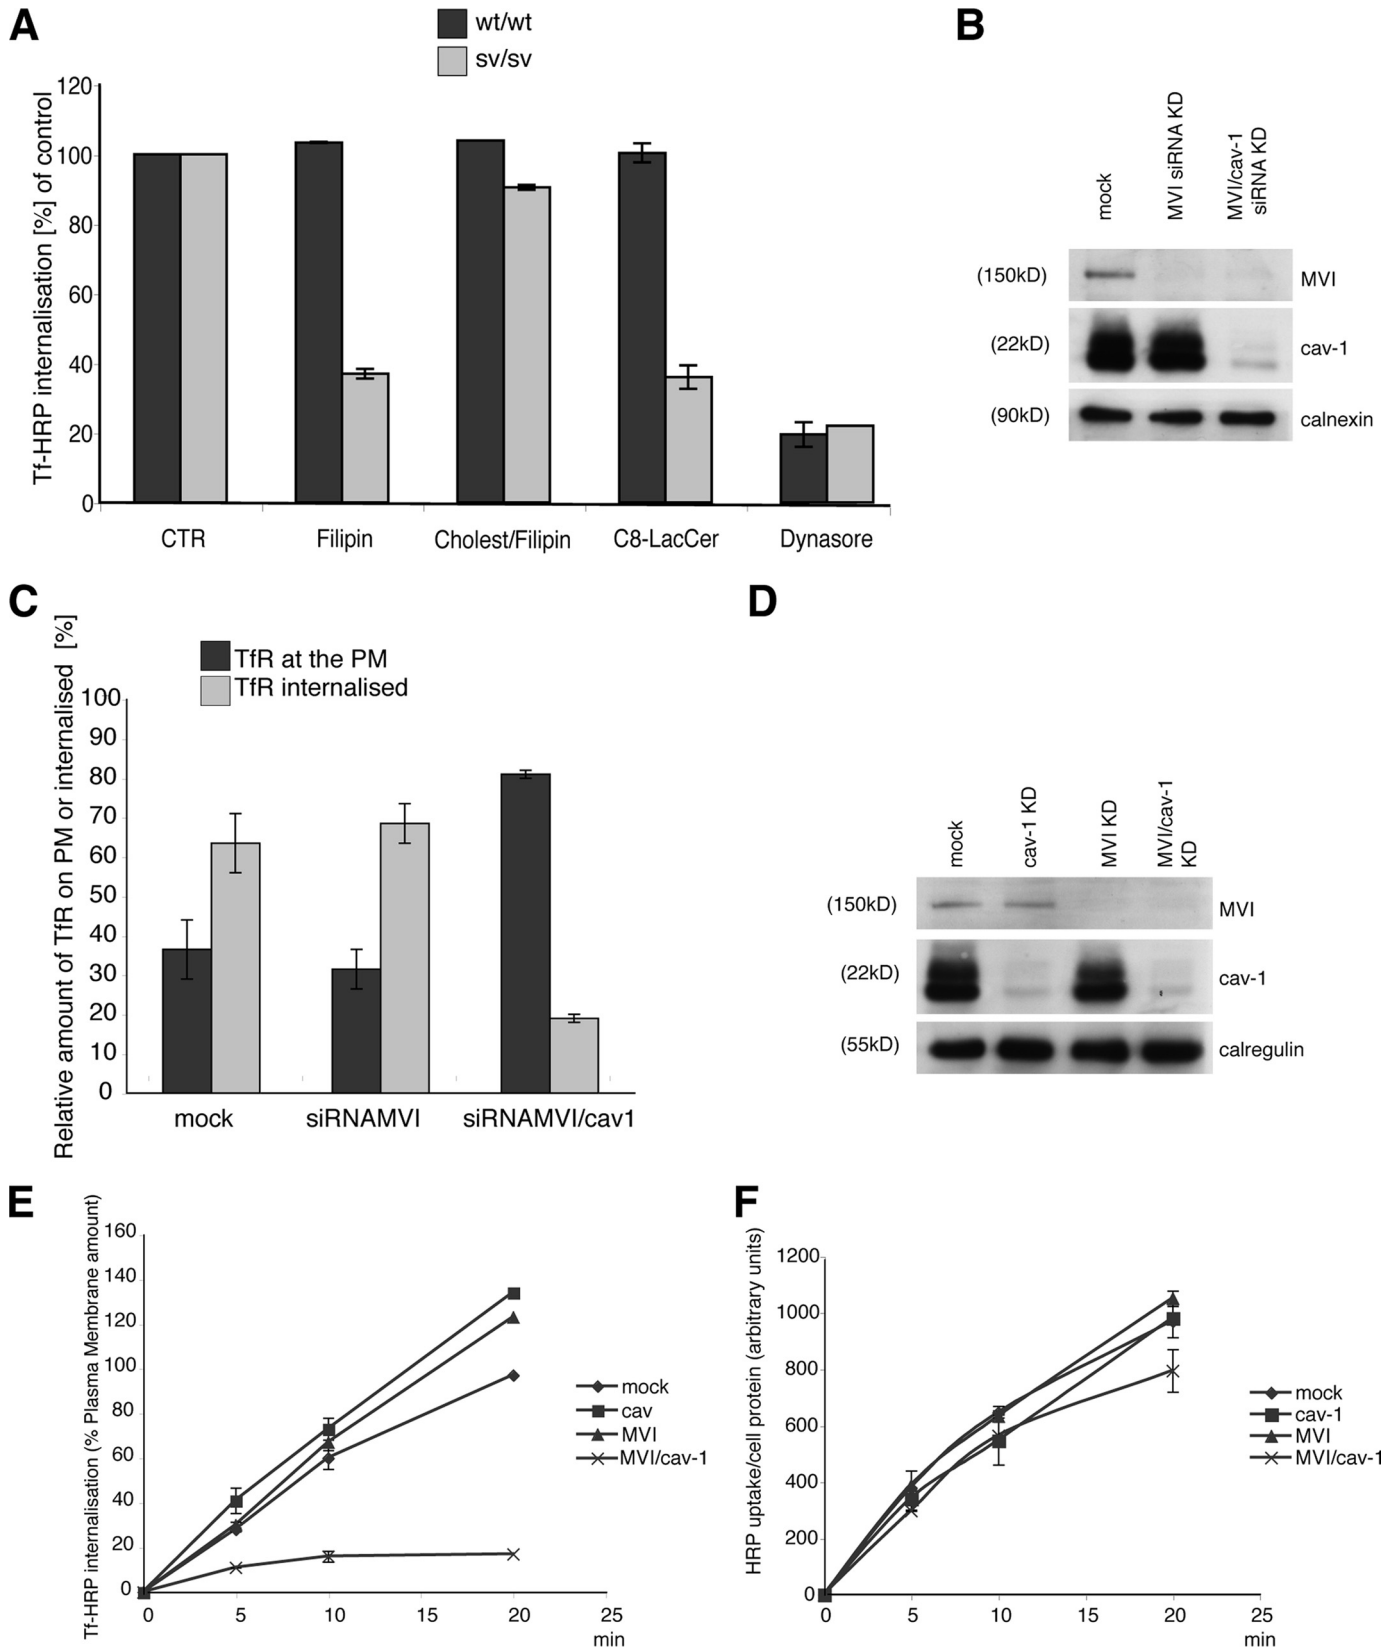 A
wt/wt
sv/sv
Tf-HRP internalisation [%] of control
120
100
80
60
40
20
0
CTR
Filipin
Cholest/Filipin
C8-LacCer
Dynasore
B
mock
MVI siRNA KD
MVI/cav-1
siRNA KD
(150kD)
MVI
(22kD)
cav-1
(90kD)
calnexin
C
TfR at the PM
TfR internalised
Relative amount of TfR on PM or internalised [%]
100
90
80
70
60
50
40
30
20
10
0
mock
siRNAMVI
siRNAMVI/cav1
D
mock
cav-1 KD
MVI KD
MVI/cav-1
KD
(150kD)
MVI
(22kD)
cav-1
(55kD)
calregulin
E
Tf-HRP internalisation (% Plasma Membrane amount)
160
140
120
100
80
60
40
20
0
0 5 10 15 20 25
min
mock
cav
MVI
MVI/cav-1
F
HRP uptake/cell protein (arbitrary units)
1200
1000
800
600
400
200
0
0 5 10 15 20 25
min
mock
cav-1
MVI
MVI/cav-1